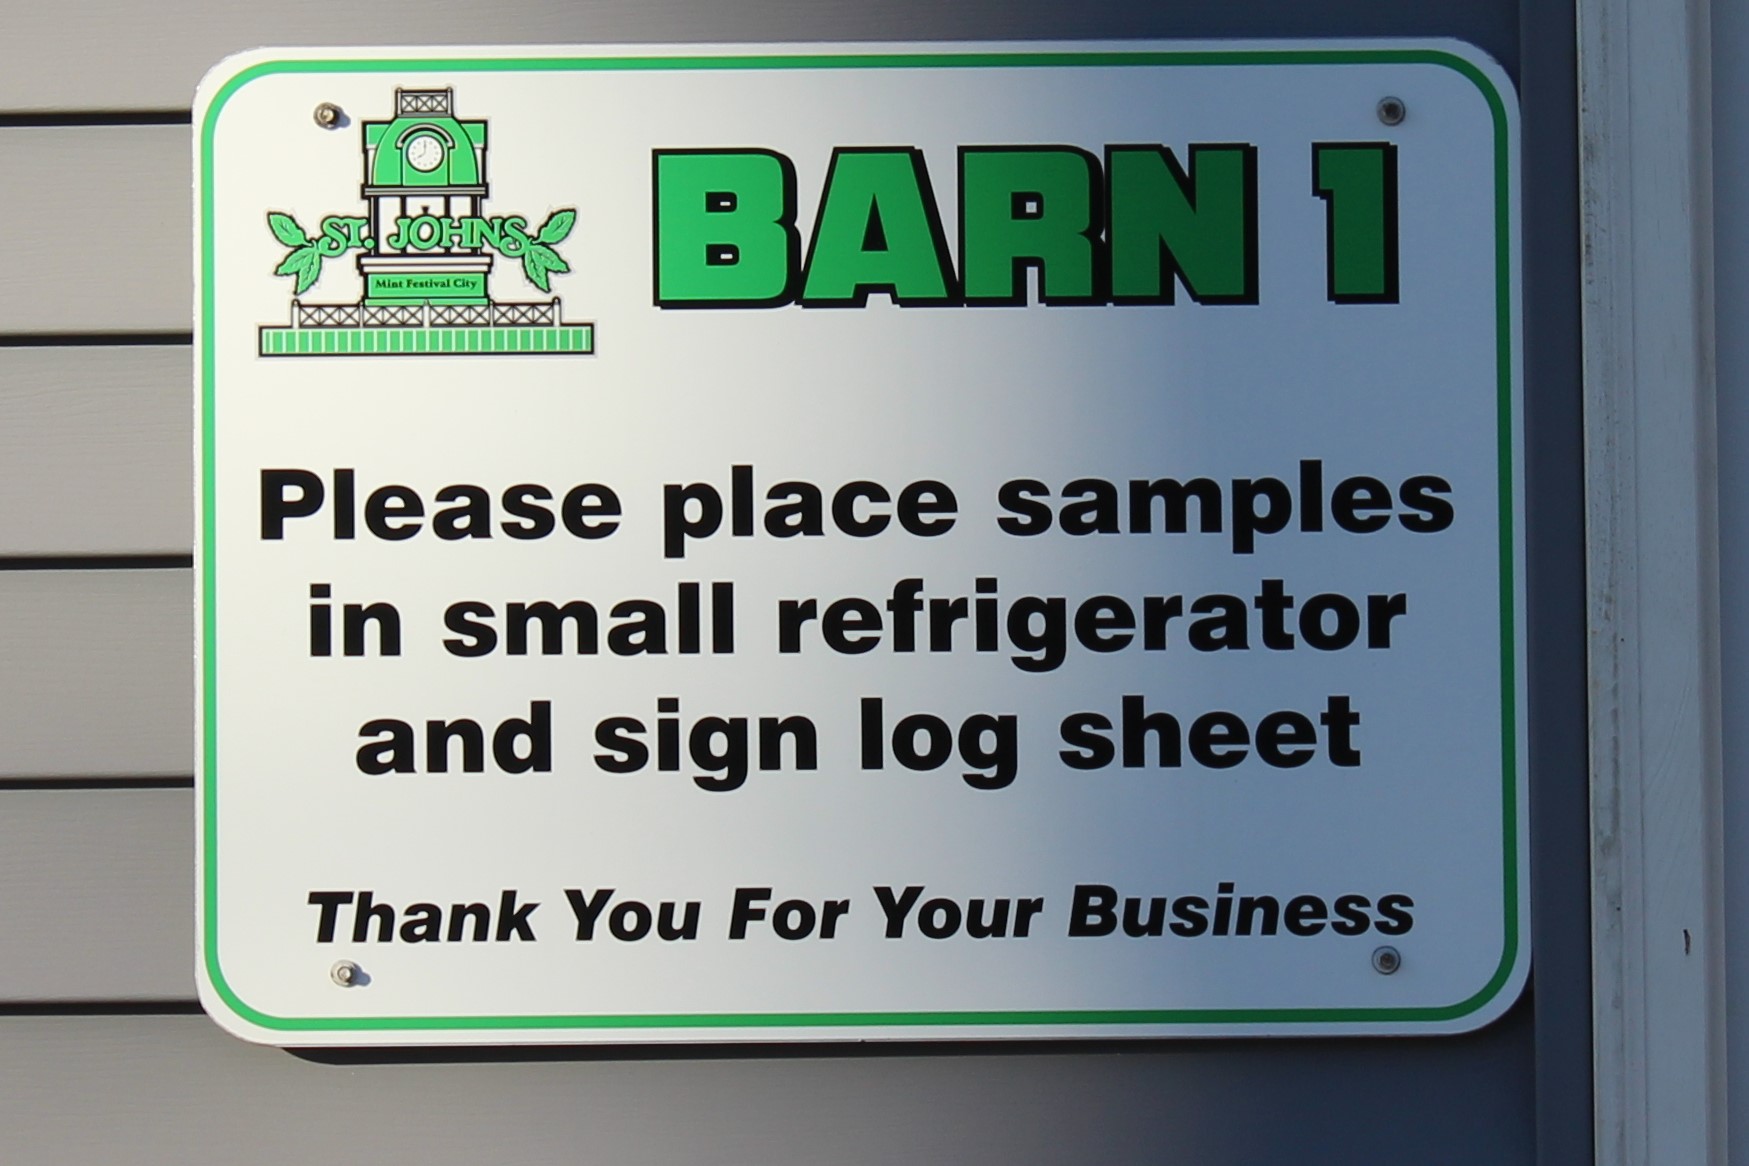 ST. JOHNS
Mint Festival City
BARN 1
Please place samples
in small refrigerator
and sign log sheet
Thank You For Your Business